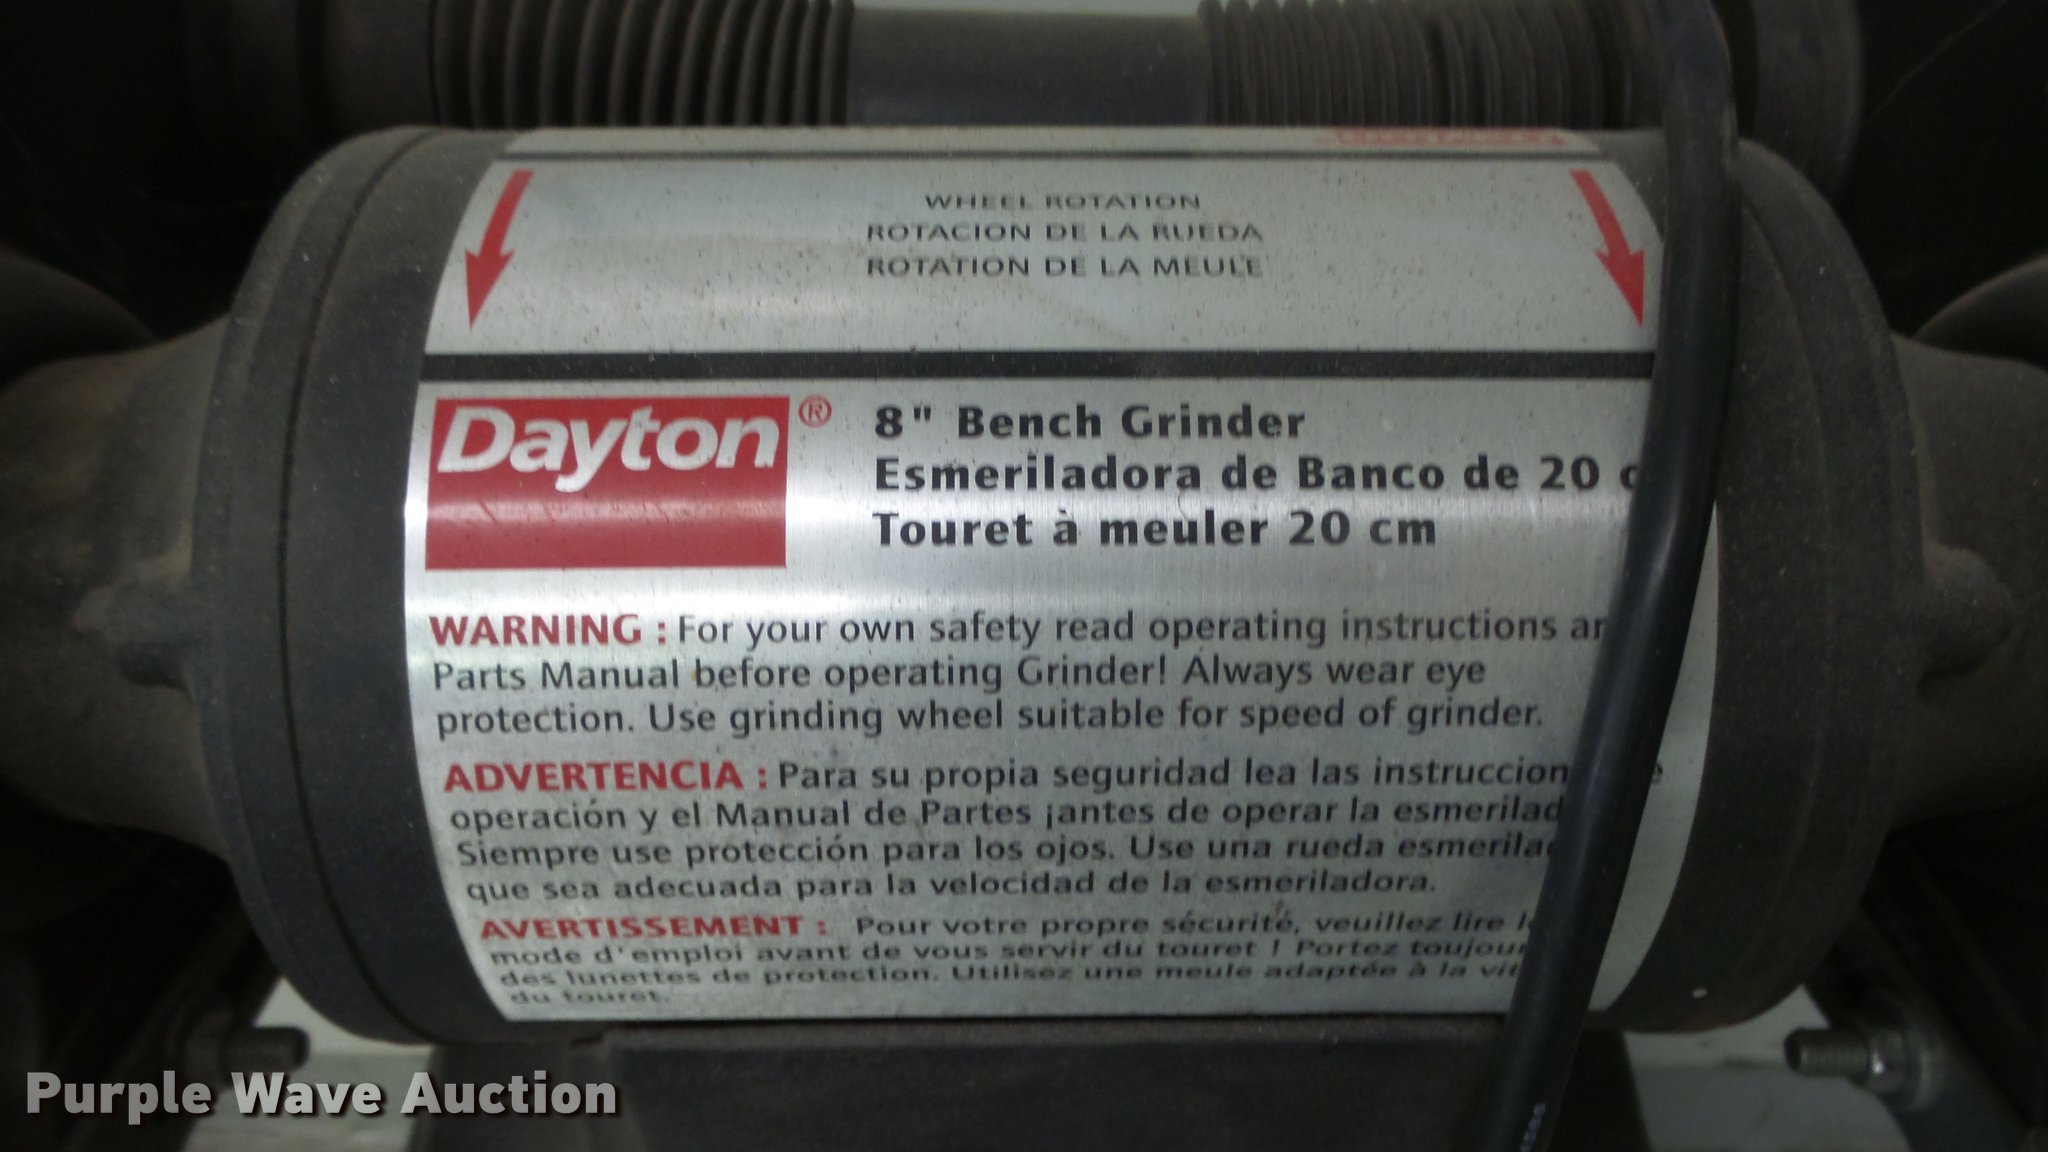 WHEEL ROTATION
ROTACION DE LA RUEDA
ROTATION DE LA MEULE
Dayton®
8" Bench Grinder
Esmeriladora de Banco de 20
Touret à meuler 20 cm
WARNING : For your own safety read operating instructions
Parts Manual before operating Grinder! Always wear eye
protection. Use grinding wheel suitable for speed of grinder.
ADVERTENCIA : Para su propia seguridad lea las
operación y el Manual de Partes ¡antes de operar la
Siempre use protección para los ojos. Use una rueda
que sea adecuada para la velocidad de la esmeriladora.
AVERTISSEMENT : Pour votre propre sécurité, veuillez lire
mode d'emploi avant de vous servir du touret ! Portez
des lunettes de protection. Utilisez une meule adaptée à la
du touret.
Purple Wave Auction